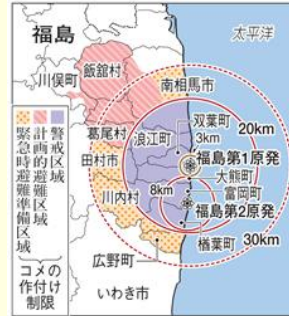 福島
太平洋
飯舘村
川俣町
南相馬市
双葉町
20km
3km
浪江町
葛尾村
福島第1原発
田村市
大熊町
8km
富岡町
川内村
福島第2原発
楢葉町
30km
広野町
いわき市
警戒区域
計画的避難区域
緊急時避難準備区域
コメの
作付け
制限